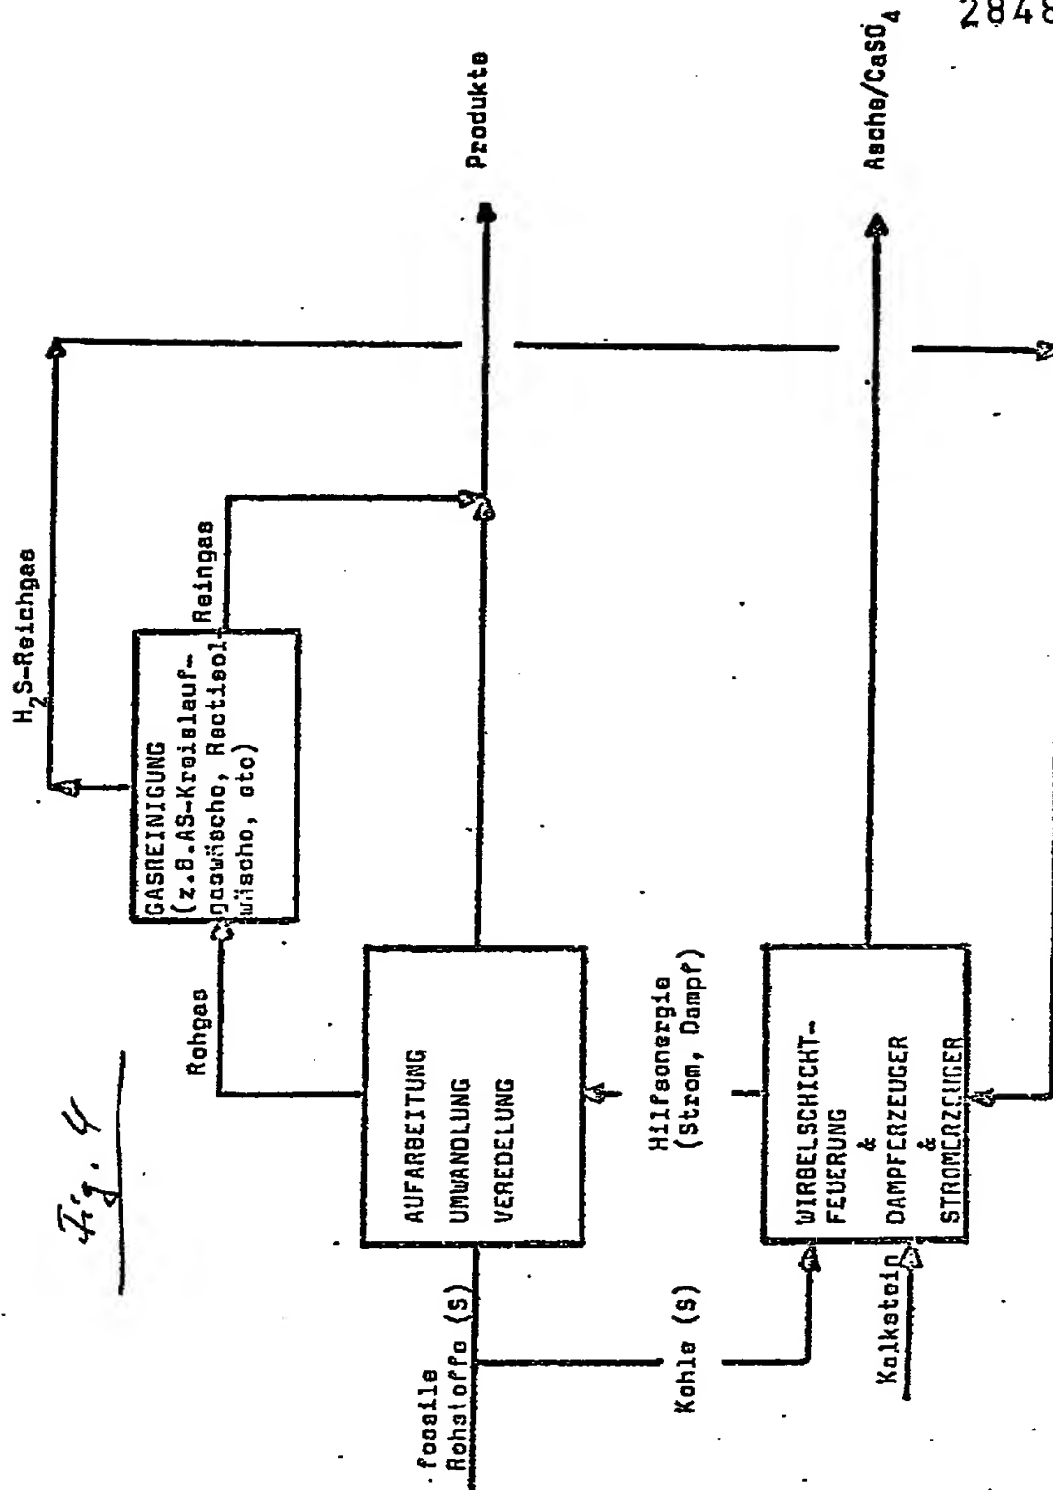 2848
Fig. 4
H2S-Reichgas
GASREINIGUNG
(z.B.AS-Kreislauf-
gaswäsche, Rectisol
wäsche, etc)
Rohgas
Reingas
fossile
Rohstoffe (S)
AUFARBEITUNG
UMWANDLUNG
VEREDELUNG
Produkte
Hilfsenergie
(Strom, Dampf)
Kohle (S)
Kalkstein
WIRBELSCHICHT-
FEUERUNG
&
DAMPFERZEUGER
&
STROMERZEUGER
Asche/CaSO4